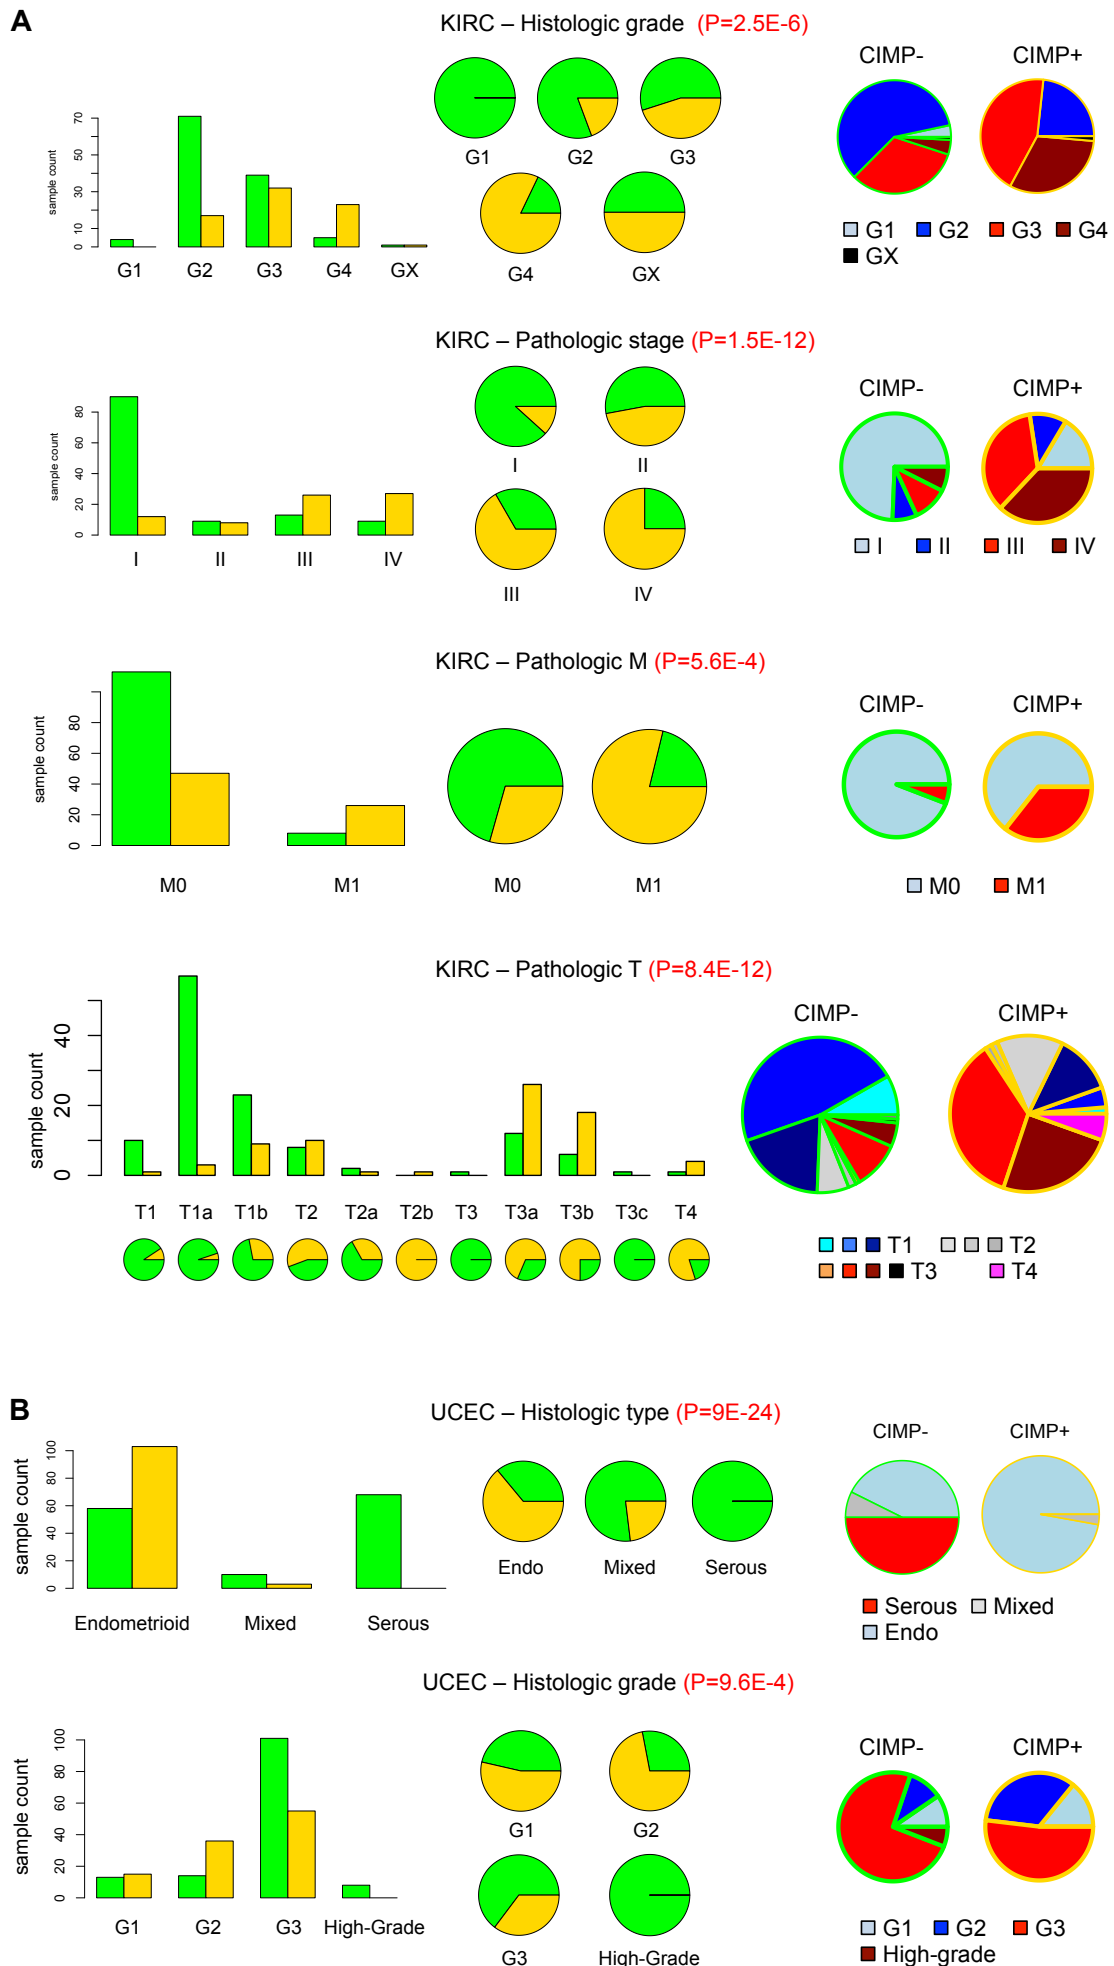 A
KIRC – Histologic grade (P=2.5E-6)
CIMP- CIMP+
sample count
0 10 30 50 70
G1 G2 G3 G4 GX
G1 G2 G3
G4 GX
G1 G2 G3 G4
GX
KIRC – Pathologic stage (P=1.5E-12)
CIMP- CIMP+
sample count
0 20 40 60 80
I II III IV
I II
III IV
I II III IV
KIRC – Pathologic M (P=5.6E-4)
CIMP- CIMP+
sample count
0 20 40 60 80
M0 M1
M0 M1
M0 M1
KIRC – Pathologic T (P=8.4E-12)
CIMP- CIMP+
sample count
0 20 40
T1 T1a T1b T2 T2a T2b T3 T3a T3b T3c T4
T1 T2
T3 T4
B
UCEC – Histologic type (P=9E-24)
CIMP- CIMP+
sample count
0 20 40 60 80 100
Endometrioid Mixed Serous
Endo Mixed Serous
Serous Mixed
Endo
UCEC – Histologic grade (P=9.6E-4)
CIMP- CIMP+
sample count
0 20 40 60 80 100
G1 G2 G3 High-Grade
G1 G2
G3 High-Grade
G1 G2 G3
High-grade